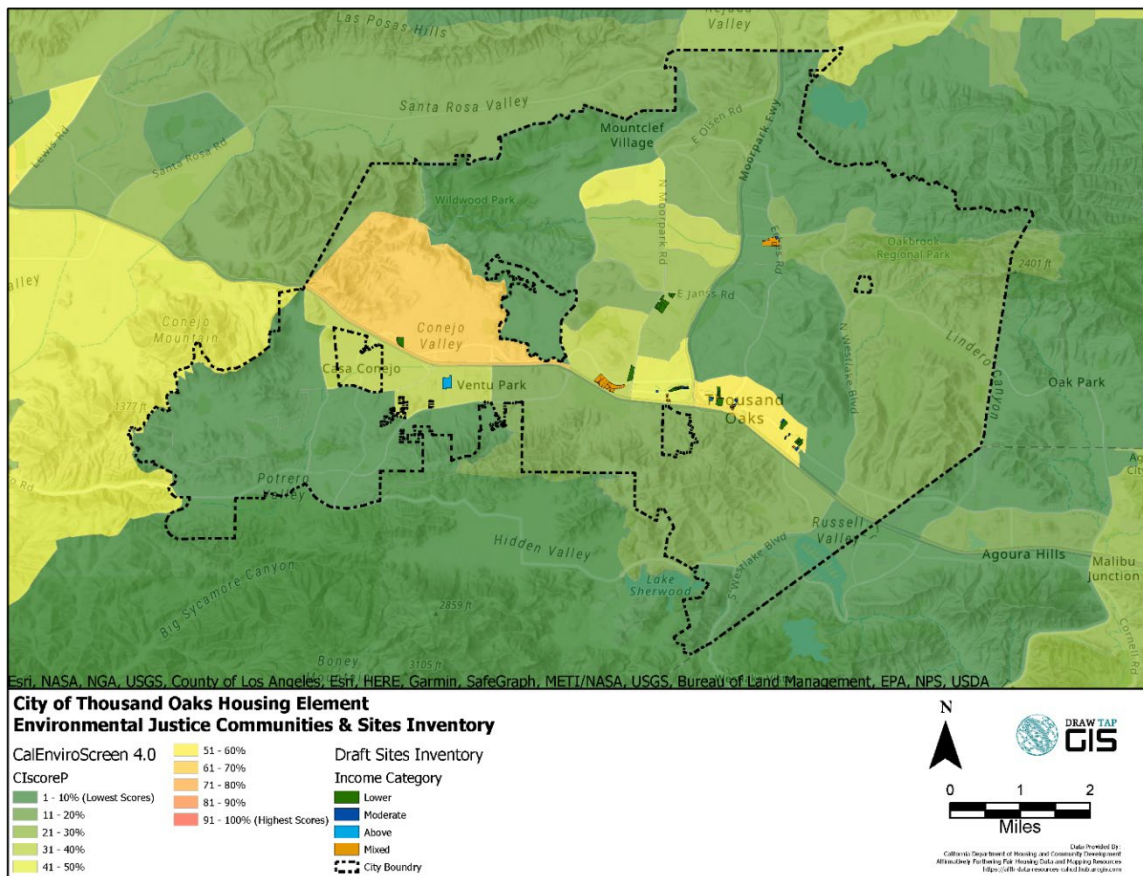 Las Posas Hills
Tejada Valley
Santa Rosa Valley
E Olsen Rd
Moorpark Fwy
Mountclef
Village
Lewis Rd
Santa Rosa Rd
Wildwood Park
N Moorpark Rd
Oakbrook
Regional Park
2401 ft
E Janss Rd
Conejo
Mountain
Conejo
Valley
N Westlake Blvd
Lindero
Canyon
Casa Conejo
Ventu Park
Thousand
Oaks
Oak Park
1377 ft
Potrero
Valley
Hidden Valley
Russell
Valley
Agoura Hills
Malibu
Junction
S Westlake Blvd
Lake
Sherwood
Big Sycamore Canyon
2859 ft
Cornell Rd
Boney
3105 ft
Esri, NASA, NGA, USGS, County of Los Angeles, Esri, HERE, Garmin, SafeGraph, METI/NASA, USGS, Bureau of Land Management, EPA, NPS, USDA
City of Thousand Oaks Housing Element
Environmental Justice Communities & Sites Inventory
CalEnviroScreen 4.0
CIscoreP
1 - 10% (Lowest Scores)
11 - 20%
21 - 30%
31 - 40%
41 - 50%
51 - 60%
61 - 70%
71 - 80%
81 - 90%
91 - 100% (Highest Scores)
Draft Sites Inventory
Income Category
Lower
Moderate
Above
Mixed
City Boundry
N
DRAW TAP
GIS
0 1 2
Miles
Data Provided By:
California Department of Housing and Community Development
Affirmatively Furthering Fair Housing Data and Mapping Resources